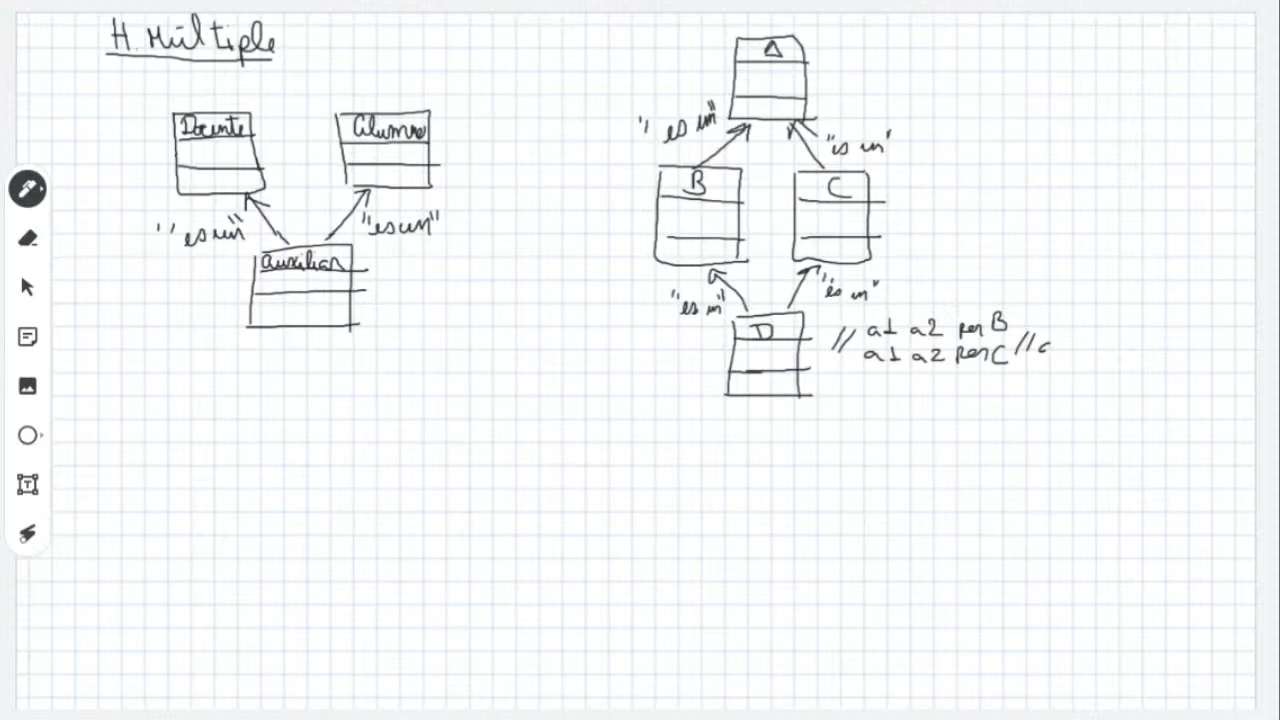 H. Múltiple
Docente
Alumno
"es un"
"es un"
Auxiliar
A
"es un"
"es un"
B
C
"es un"
"es un"
D
// a1 a2 por B
a1 a2 por C // c